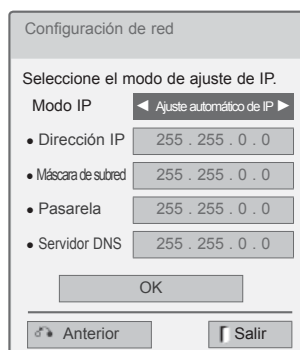 Configuración de red
Seleccione el modo de ajuste de IP.
Modo IP ◀ Ajuste automático de IP ▶
• Dirección IP 255 . 255 . 0 . 0
• Máscara de subred 255 . 255 . 0 . 0
• Pasarela 255 . 255 . 0 . 0
• Servidor DNS 255 . 255 . 0 . 0
OK
Anterior Salir